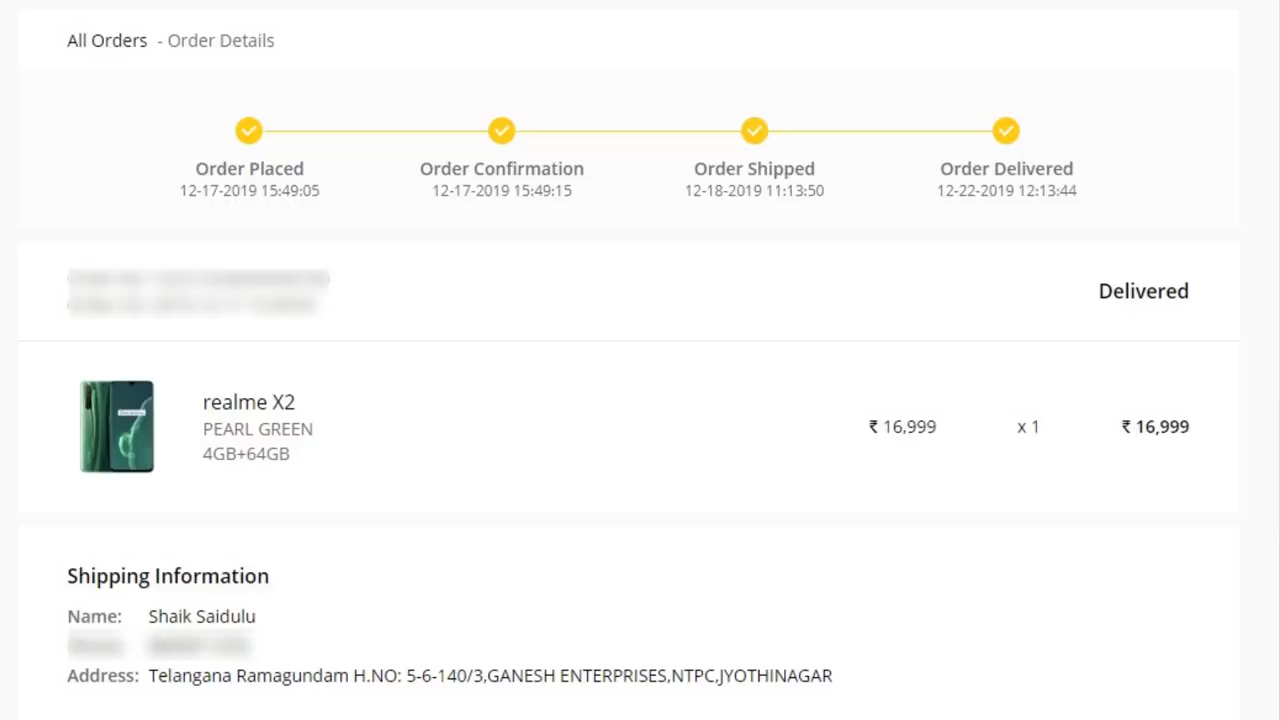 All Orders - Order Details
Order Placed
12-17-2019 15:49:05
Order Confirmation
12-17-2019 15:49:15
Order Shipped
12-18-2019 11:13:50
Order Delivered
12-22-2019 12:13:44
Delivered
realme X2
PEARL GREEN
4GB+64GB
₹ 16,999 x 1 ₹ 16,999
Shipping Information
Name: Shaik Saidulu
Address: Telangana Ramagundam H.NO: 5-6-140/3,GANESH ENTERPRISES,NTPC,JYOTHINAGAR